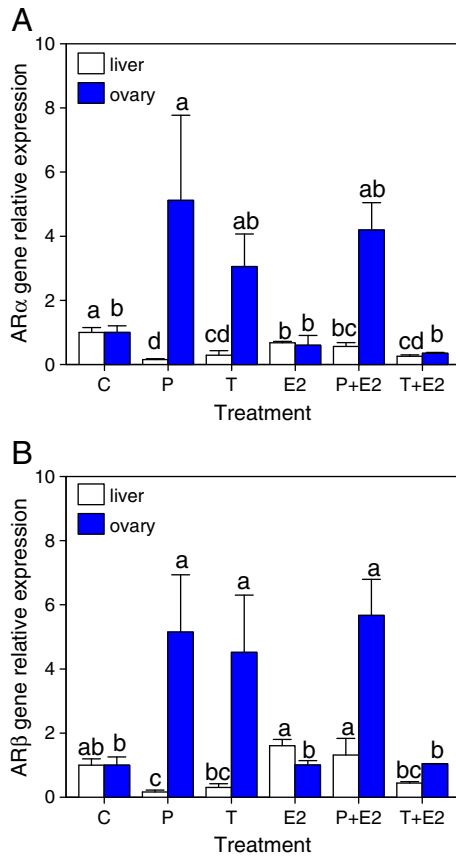 A
ARα gene relative expression
10
8
6
4
2
0
liver
ovary
a b d a cd ab b b bc ab cd b
C P T E2 P+E2 T+E2
Treatment
B
ARβ gene relative expression
10
8
6
4
2
0
liver
ovary
ab b c a bc a a b a a bc b
C P T E2 P+E2 T+E2
Treatment